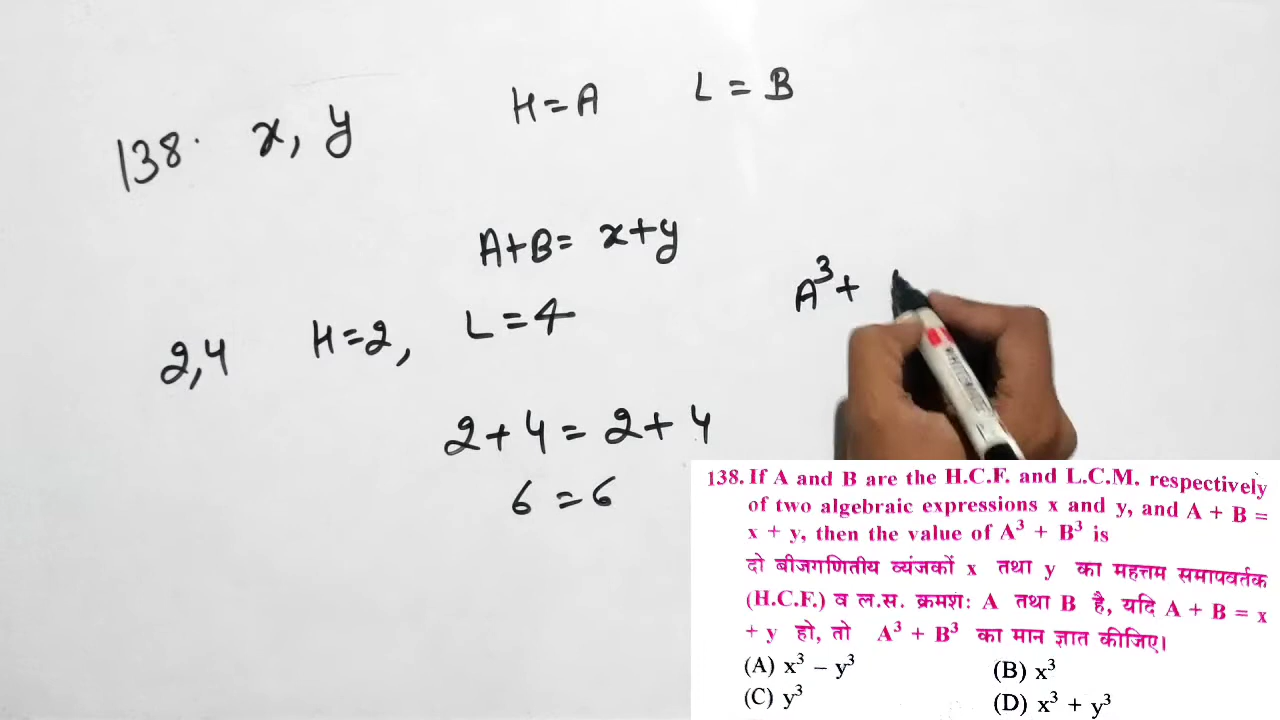 138. x, y H = A L = B
A+B = x+y
A³ +
2,4 H=2, L = 4
2 + 4 = 2 + 4
6 = 6
138. If A and B are the H.C.F. and L.C.M. respectively
of two algebraic expressions x and y, and A + B =
x + y, then the value of A³ + B³ is
दो बीजगणितीय व्यंजकों x तथा y का महत्तम समापवर्तक
(H.C.F.) व ल.स. क्रमश: A तथा B है, यदि A + B = x
+ y हो, तो A³ + B³ का मान ज्ञात कीजिए।
(A) x³ – y³ (B) x³
(C) y³ (D) x³ + y³